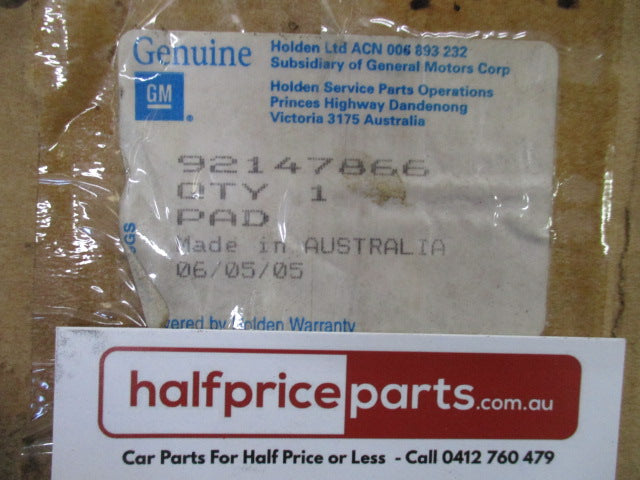 Genuine
GM
Holden Ltd ACN 006 893 232
Subsidiary of General Motors Corp
Holden Service Parts Operations
Princes Highway Dandenong
Victoria 3175 Australia
92147866
QTY 1
PAD
Made in AUSTRALIA
06/05/05
Holden Warranty
halfpriceparts.com.au
Car Parts For Half Price or Less - Call 0412 760 479